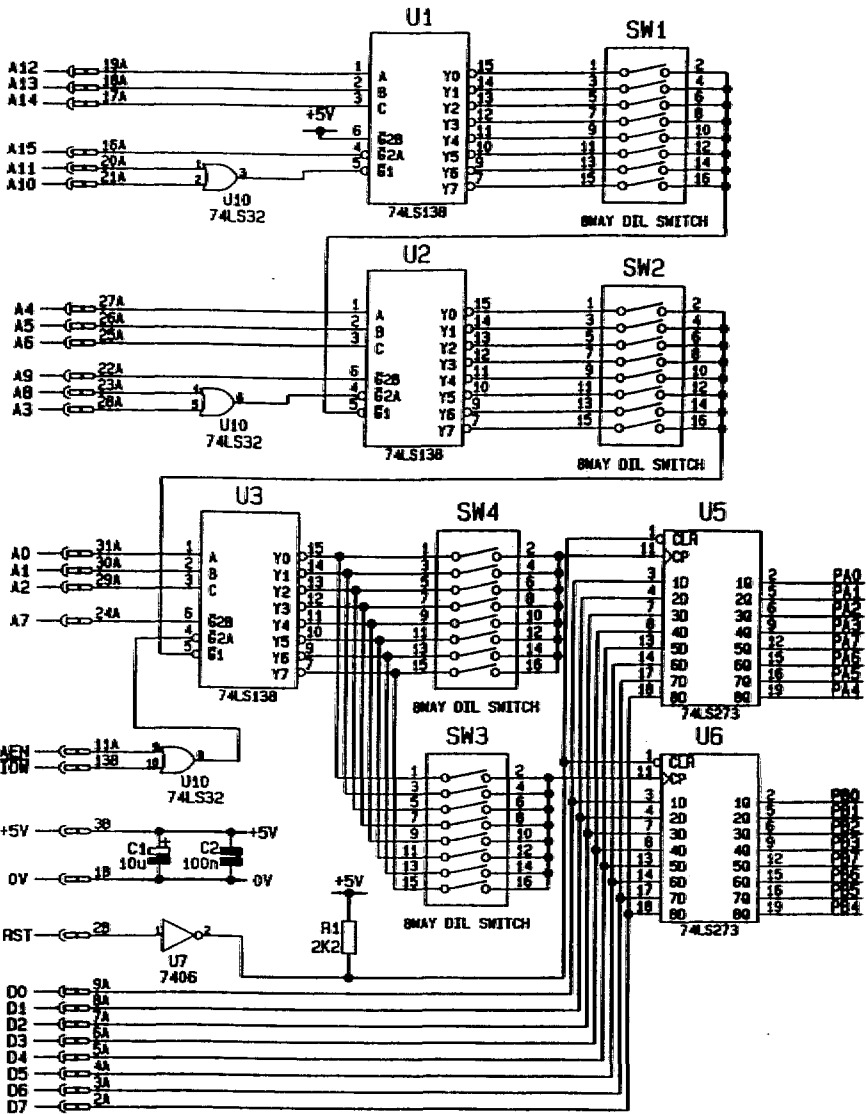 U1
SW1
A12 19A 1 A Y0 15 1 2
A13 18A 2 B Y1 14 3 4
A14 17A 3 C Y2 13 5 6
+5V Y3 12 7 8
6 G2B Y4 11 9 10
A15 16A 4 G2A Y5 10 11 12
A11 20A 1 3 5 G1 Y6 9 13 14
A10 21A 2 Y7 7 15 16
U10
74LS32
74LS138
8WAY DIL SWITCH
U2
SW2
A4 27A 1 A Y0 15 1 2
A5 26A 2 B Y1 14 3 4
A6 25A 3 C Y2 13 5 6
Y3 12 7 8
A9 22A 6 G2B Y4 11 9 10
A8 23A 4 6 4 G2A Y5 10 11 12
A3 28A 5 5 G1 Y6 9 13 14
Y7 7 15 16
U10
74LS32
74LS138
8WAY DIL SWITCH
U3
SW4
U5
A0 31A 1 A Y0 15 1 2
A1 30A 2 B Y1 14 3 4
A2 29A 3 C Y2 13 5 6
Y3 12 7 8
A7 24A 6 G2B Y4 11 9 10
4 G2A Y5 10 11 12
5 G1 Y6 9 13 14
Y7 7 15 16
74LS138
8WAY DIL SWITCH
1 CLR
11 CP
3 1D 1Q 2 PA0
4 2D 2Q 5 PA1
7 3D 3Q 6 PA2
8 4D 4Q 9 PA3
13 5D 5Q 12 PA7
14 6D 6Q 15 PA6
17 7D 7Q 16 PA5
18 8D 8Q 19 PA4
74LS273
AEN 11A 9 8
IOW 13B 10
U10
74LS32
SW3
1 2
3 4
5 6
7 8
9 10
11 12
13 14
15 16
8WAY DIL SWITCH
U6
1 CLR
11 CP
3 1D 1Q 2 PB0
4 2D 2Q 5 PB1
7 3D 3Q 6 PB2
8 4D 4Q 9 PB3
13 5D 5Q 12 PB7
14 6D 6Q 15 PB6
17 7D 7Q 16 PB5
18 8D 8Q 19 PB4
74LS273
+5V 3B +5V
C1 C2
10u 100n
0V 1B 0V
+5V
RST 2B 1 2
U7
7406
R1
2K2
D0 9A
D1 8A
D2 7A
D3 6A
D4 5A
D5 4A
D6 3A
D7 2A